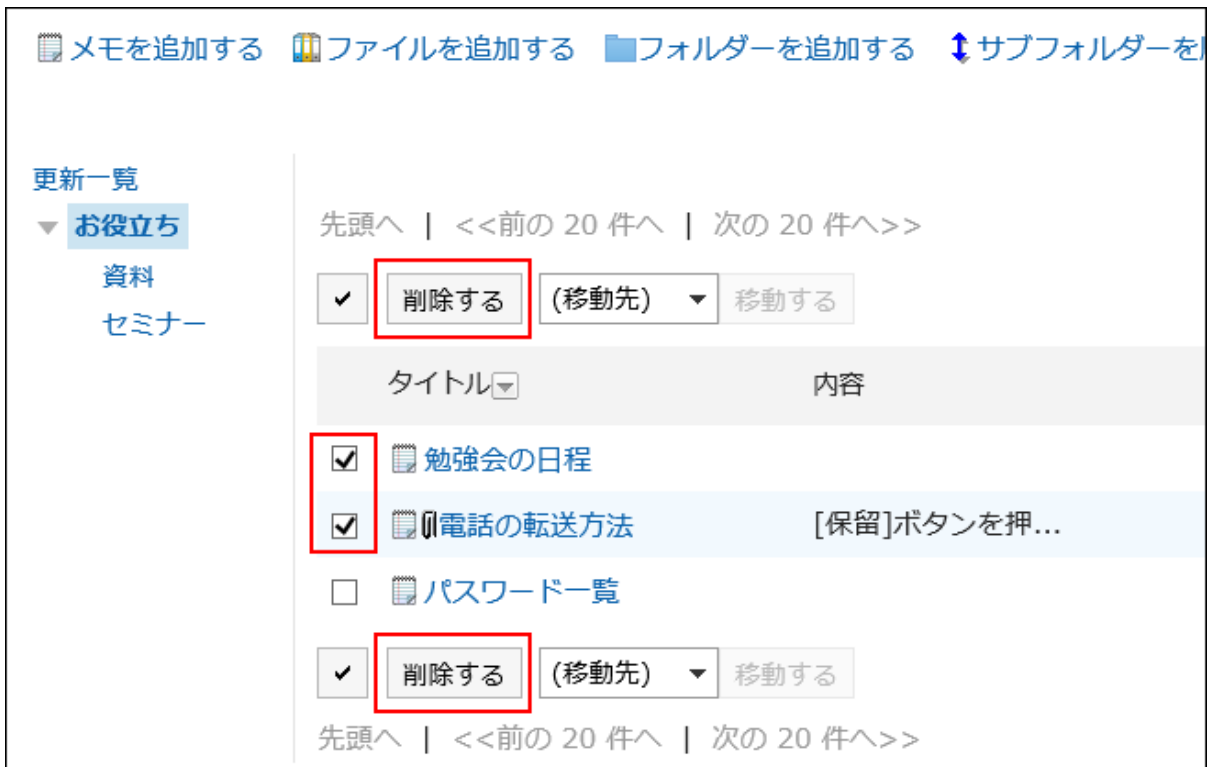 メモを追加する ファイルを追加する フォルダーを追加する サブフォルダーを
更新一覧
お役立ち
資料
セミナー
先頭へ | <<前の 20 件へ | 次の 20 件へ>>
削除する (移動先) 移動する
タイトル 内容
勉強会の日程
電話の転送方法 [保留]ボタンを押...
パスワード一覧
削除する (移動先) 移動する
先頭へ | <<前の 20 件へ | 次の 20 件へ>>